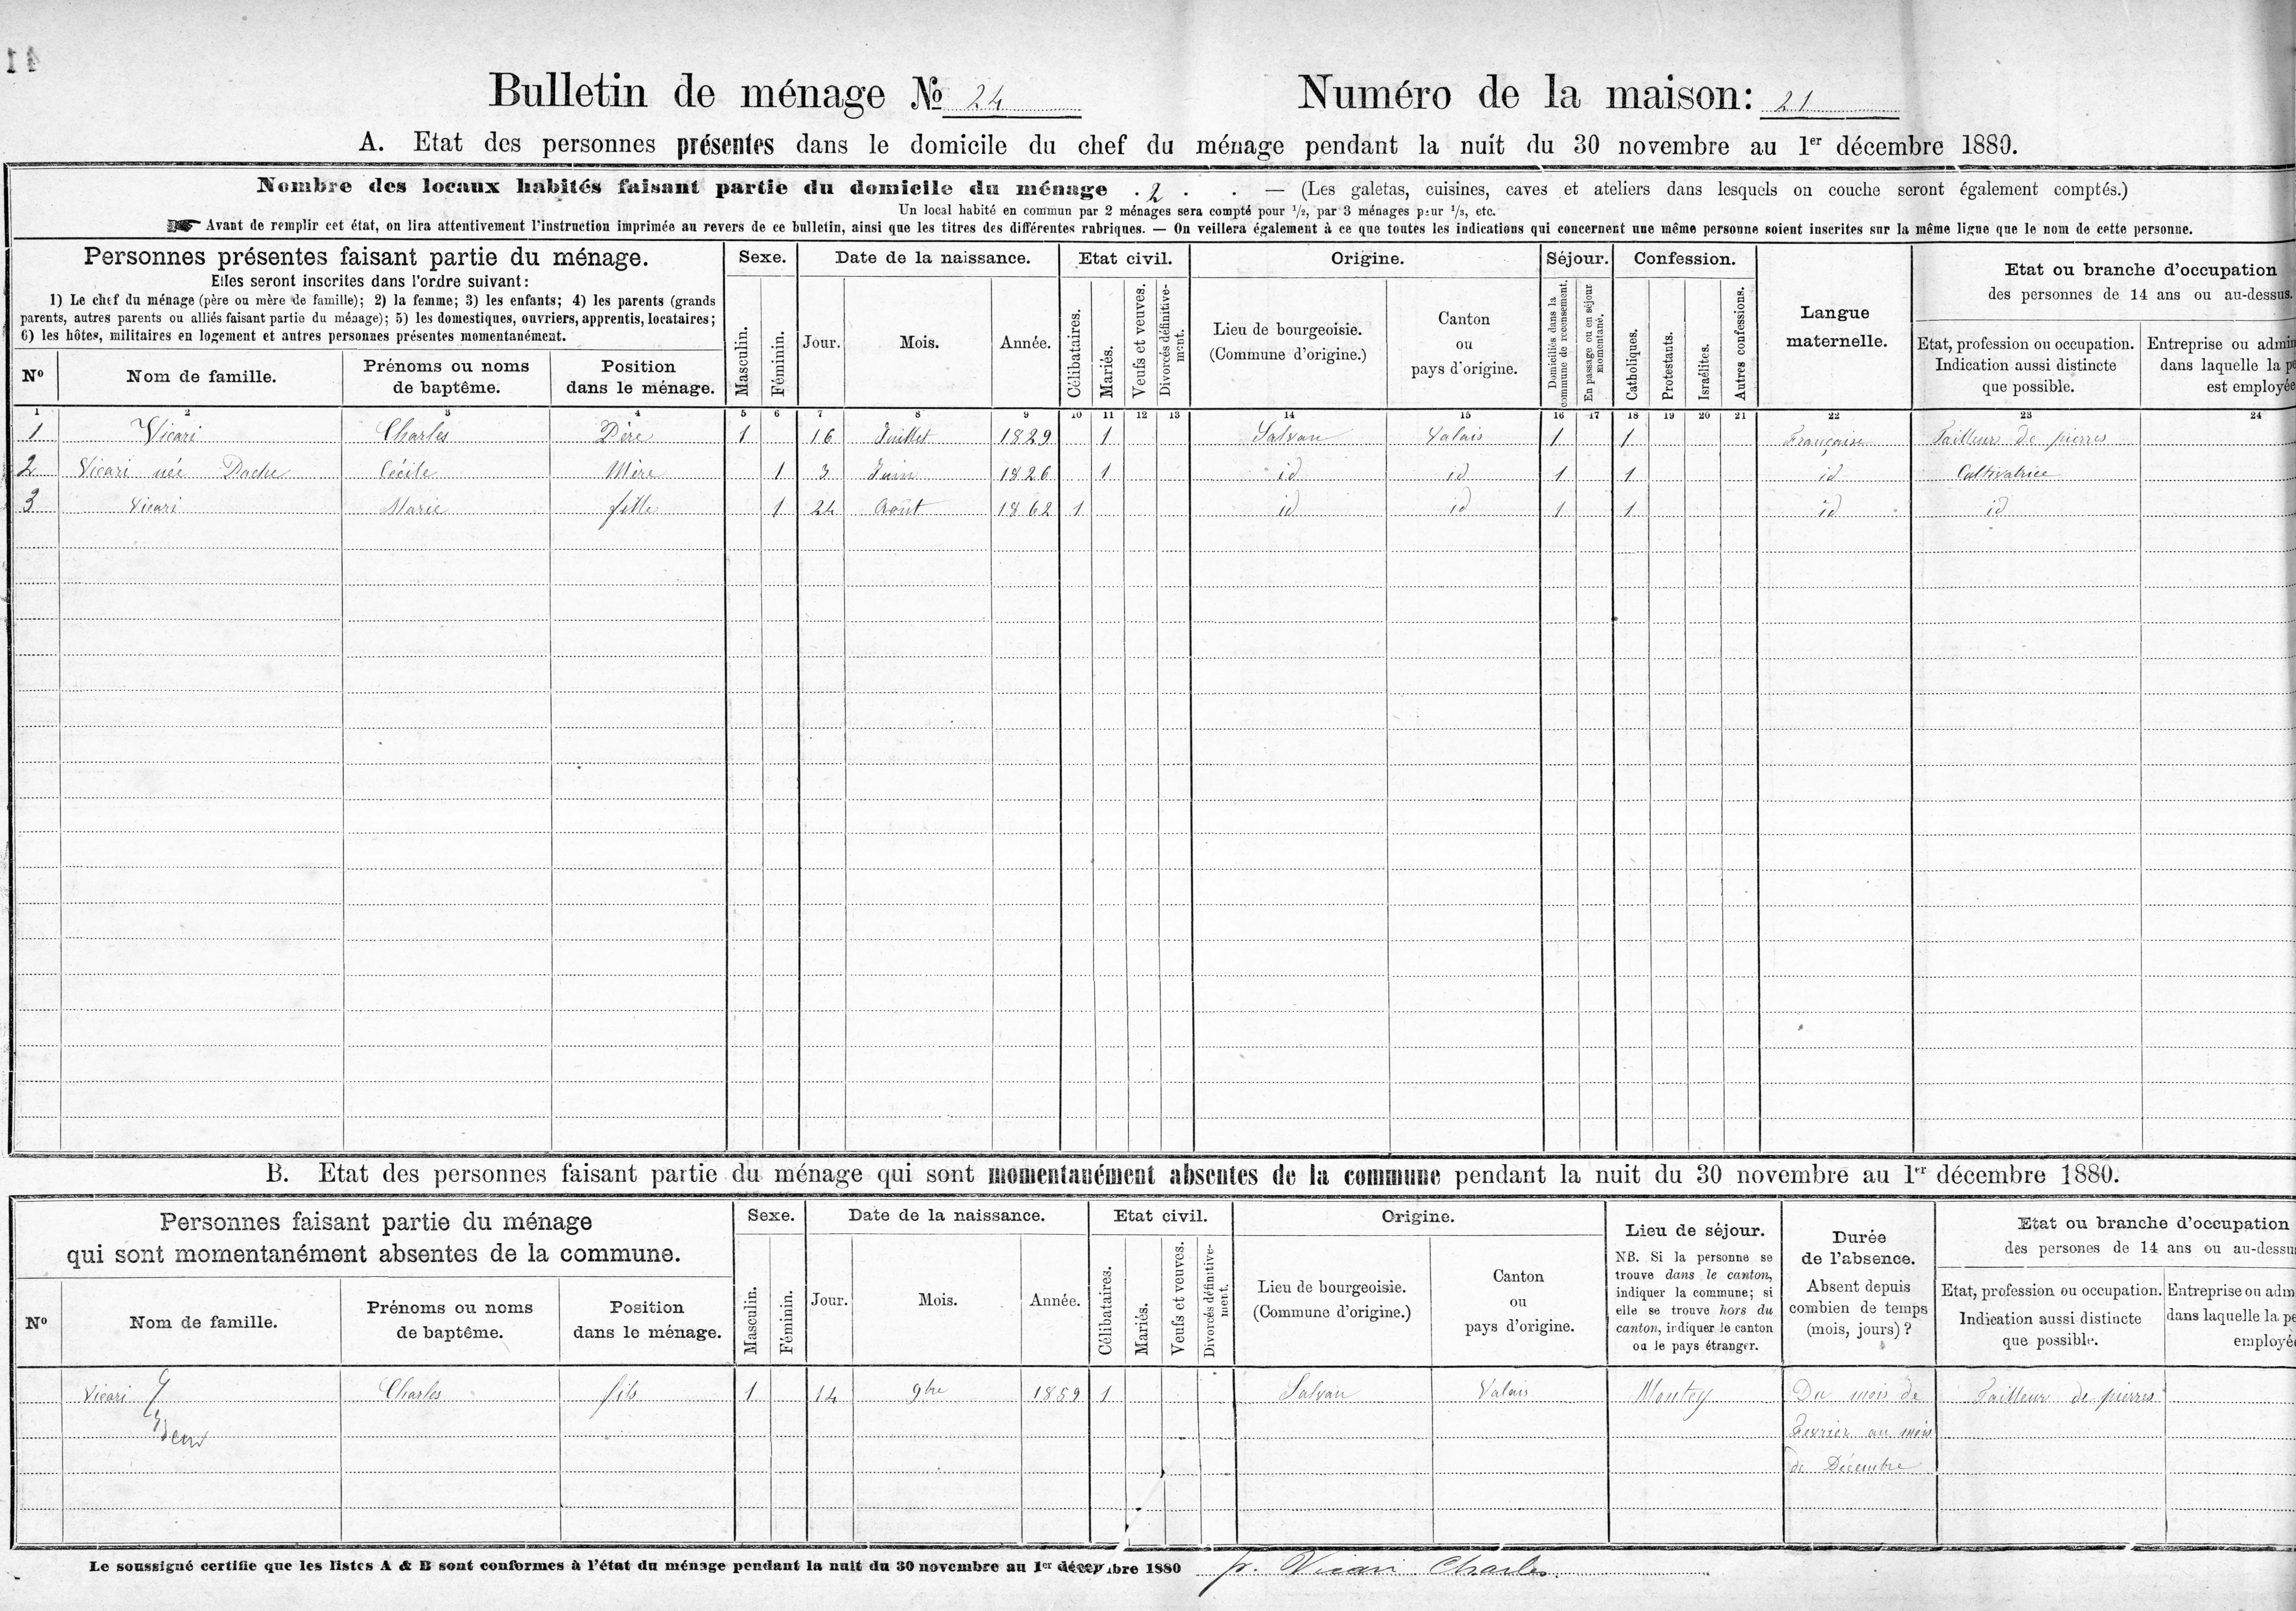 41
Bulletin de ménage № 24 Numéro de la maison: 21
A. Etat des personnes présentes dans le domicile du chef du ménage pendant la nuit du 30 novembre au 1er décembre 1880.
Nombre des locaux habités faisant partie du domicile du ménage . 2 . . — (Les galetas, cuisines, caves et ateliers dans lesquels on couche seront également comptés.)
Un local habité en commun par 2 ménages sera compté pour 1/2, par 3 ménages pour 1/3, etc.
Avant de remplir cet état, on lira attentivement l'instruction imprimée au revers de ce bulletin, ainsi que les titres des différentes rubriques. — On veillera également à ce que toutes les indications qui concernent une même personne soient inscrites sur la même ligne que le nom de cette personne.
Personnes présentes faisant partie du ménage.
Elles seront inscrites dans l'ordre suivant:
1) Le chef du ménage (père ou mère de famille); 2) la femme; 3) les enfants; 4) les parents (grands
parents, autres parents ou alliés faisant partie du ménage); 5) les domestiques, ouvriers, apprentis, locataires;
6) les hôtes, militaires en logement et autres personnes présentes momentanément.
No
Nom de famille.
Prénoms ou noms
de baptême.
Position
dans le ménage.
Sexe.
Masculin.
Féminin.
Date de la naissance.
Jour.
Mois.
Année.
Etat civil.
Célibataires.
Mariés.
Veufs et veuves.
Divorcés définitive-
ment.
Origine.
Lieu de bourgeoisie.
(Commune d'origine.)
Canton
ou
pays d'origine.
Séjour.
Domiciliés dans la
commune de recensement.
En passage ou en séjour
momentané.
Confession.
Catholiques.
Protestants.
Israélites.
Autres confessions.
Langue
maternelle.
Etat ou branche d'occupation
des personnes de 14 ans ou au-dessus.
Etat, profession ou occupation.
Indication aussi distincte
que possible.
Entreprise ou admin
dans laquelle la pe
est employée
1 2 3 4 5 6 7 8 9 10 11 12 13 14 15 16 17 18 19 20 21 22 23 24
1 Vicari Charles Père 1 16 Juillet 1829 1 Salvan Valais 1 1 Française Tailleur de pierres
2 Vicari née Cécile Mère 1 3 Juin 1826 1 id id 1 1 id Cultivatrice
3 Vicari Marie fille 1 24 Août 1862 1 id id 1 1 id id
B. Etat des personnes faisant partie du ménage qui sont momentanément absentes de la commune pendant la nuit du 30 novembre au 1er décembre 1880.
Personnes faisant partie du ménage
qui sont momentanément absentes de la commune.
No
Nom de famille.
Prénoms ou noms
de baptême.
Position
dans le ménage.
Sexe.
Masculin.
Féminin.
Date de la naissance.
Jour.
Mois.
Année.
Etat civil.
Célibataires.
Mariés.
Veufs et veuves.
Divorcés définitive-
ment.
Origine.
Lieu de bourgeoisie.
(Commune d'origine.)
Canton
ou
pays d'origine.
Lieu de séjour.
NB. Si la personne se
trouve dans le canton,
indiquer la commune; si
elle se trouve hors du
canton, indiquer le canton
ou le pays étranger.
Durée
de l'absence.
Absent depuis
combien de temps
(mois, jours)?
Etat ou branche d'occupation
des persones de 14 ans ou au-dessu
Etat, profession ou occupation.
Indication aussi distincte
que possible.
Entreprise ou adm
dans laquelle la pe
employée
Vicari Charles fils 1 14 9bre 1859 1 Salvan Valais Montey Du mois de Tailleur de pierres
Fevrier au mois
de Décembre
Le soussigné certifie que les listes A & B sont conformes à l'état du ménage pendant la nuit du 30 novembre au 1er décembre 1880 p. Vicari Charles.